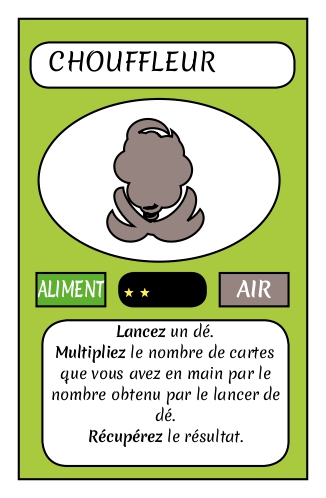 CHOUFFLEUR
ALIMENT
AIR
Lancez un dé.
Multipliez le nombre de cartes
que vous avez en main par le
nombre obtenu par le lancer de
dé.
Récupérez le résultat.